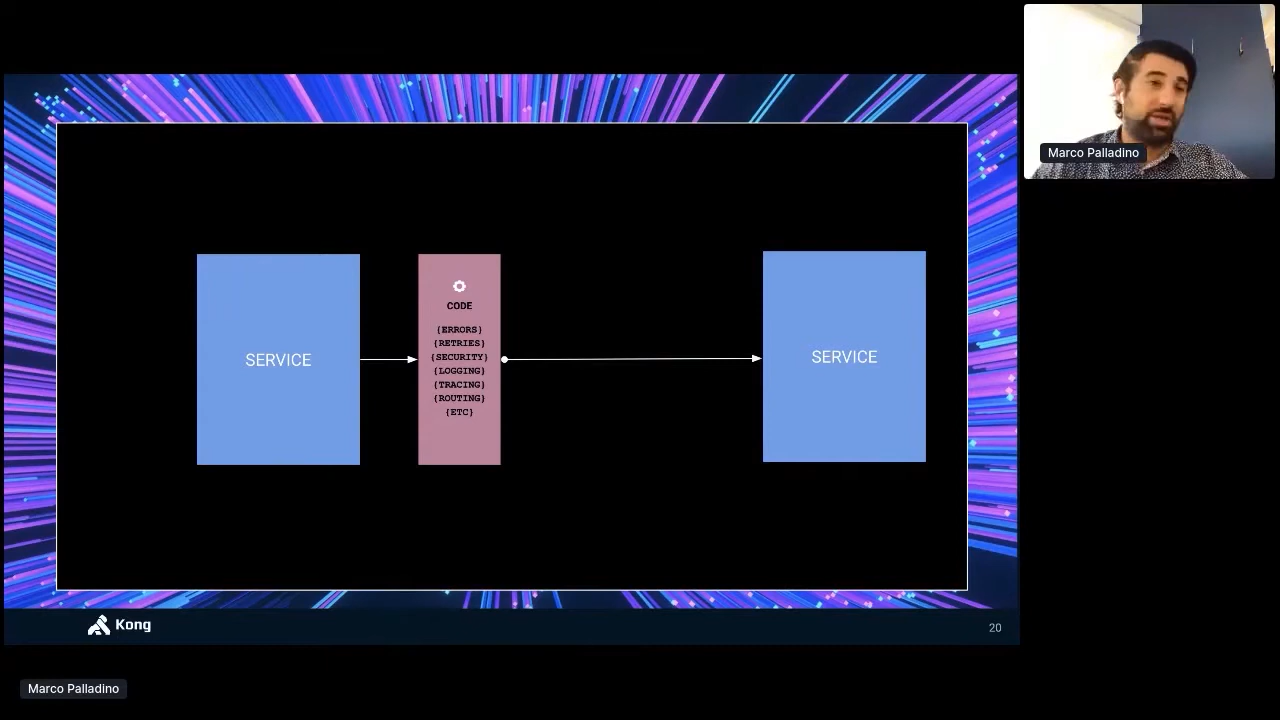 Marco Palladino
SERVICE
CODE
{ERRORS}
{RETRIES}
{SECURITY}
{LOGGING}
{TRACING}
{ROUTING}
{ETC}
SERVICE
Kong
20
Marco Palladino